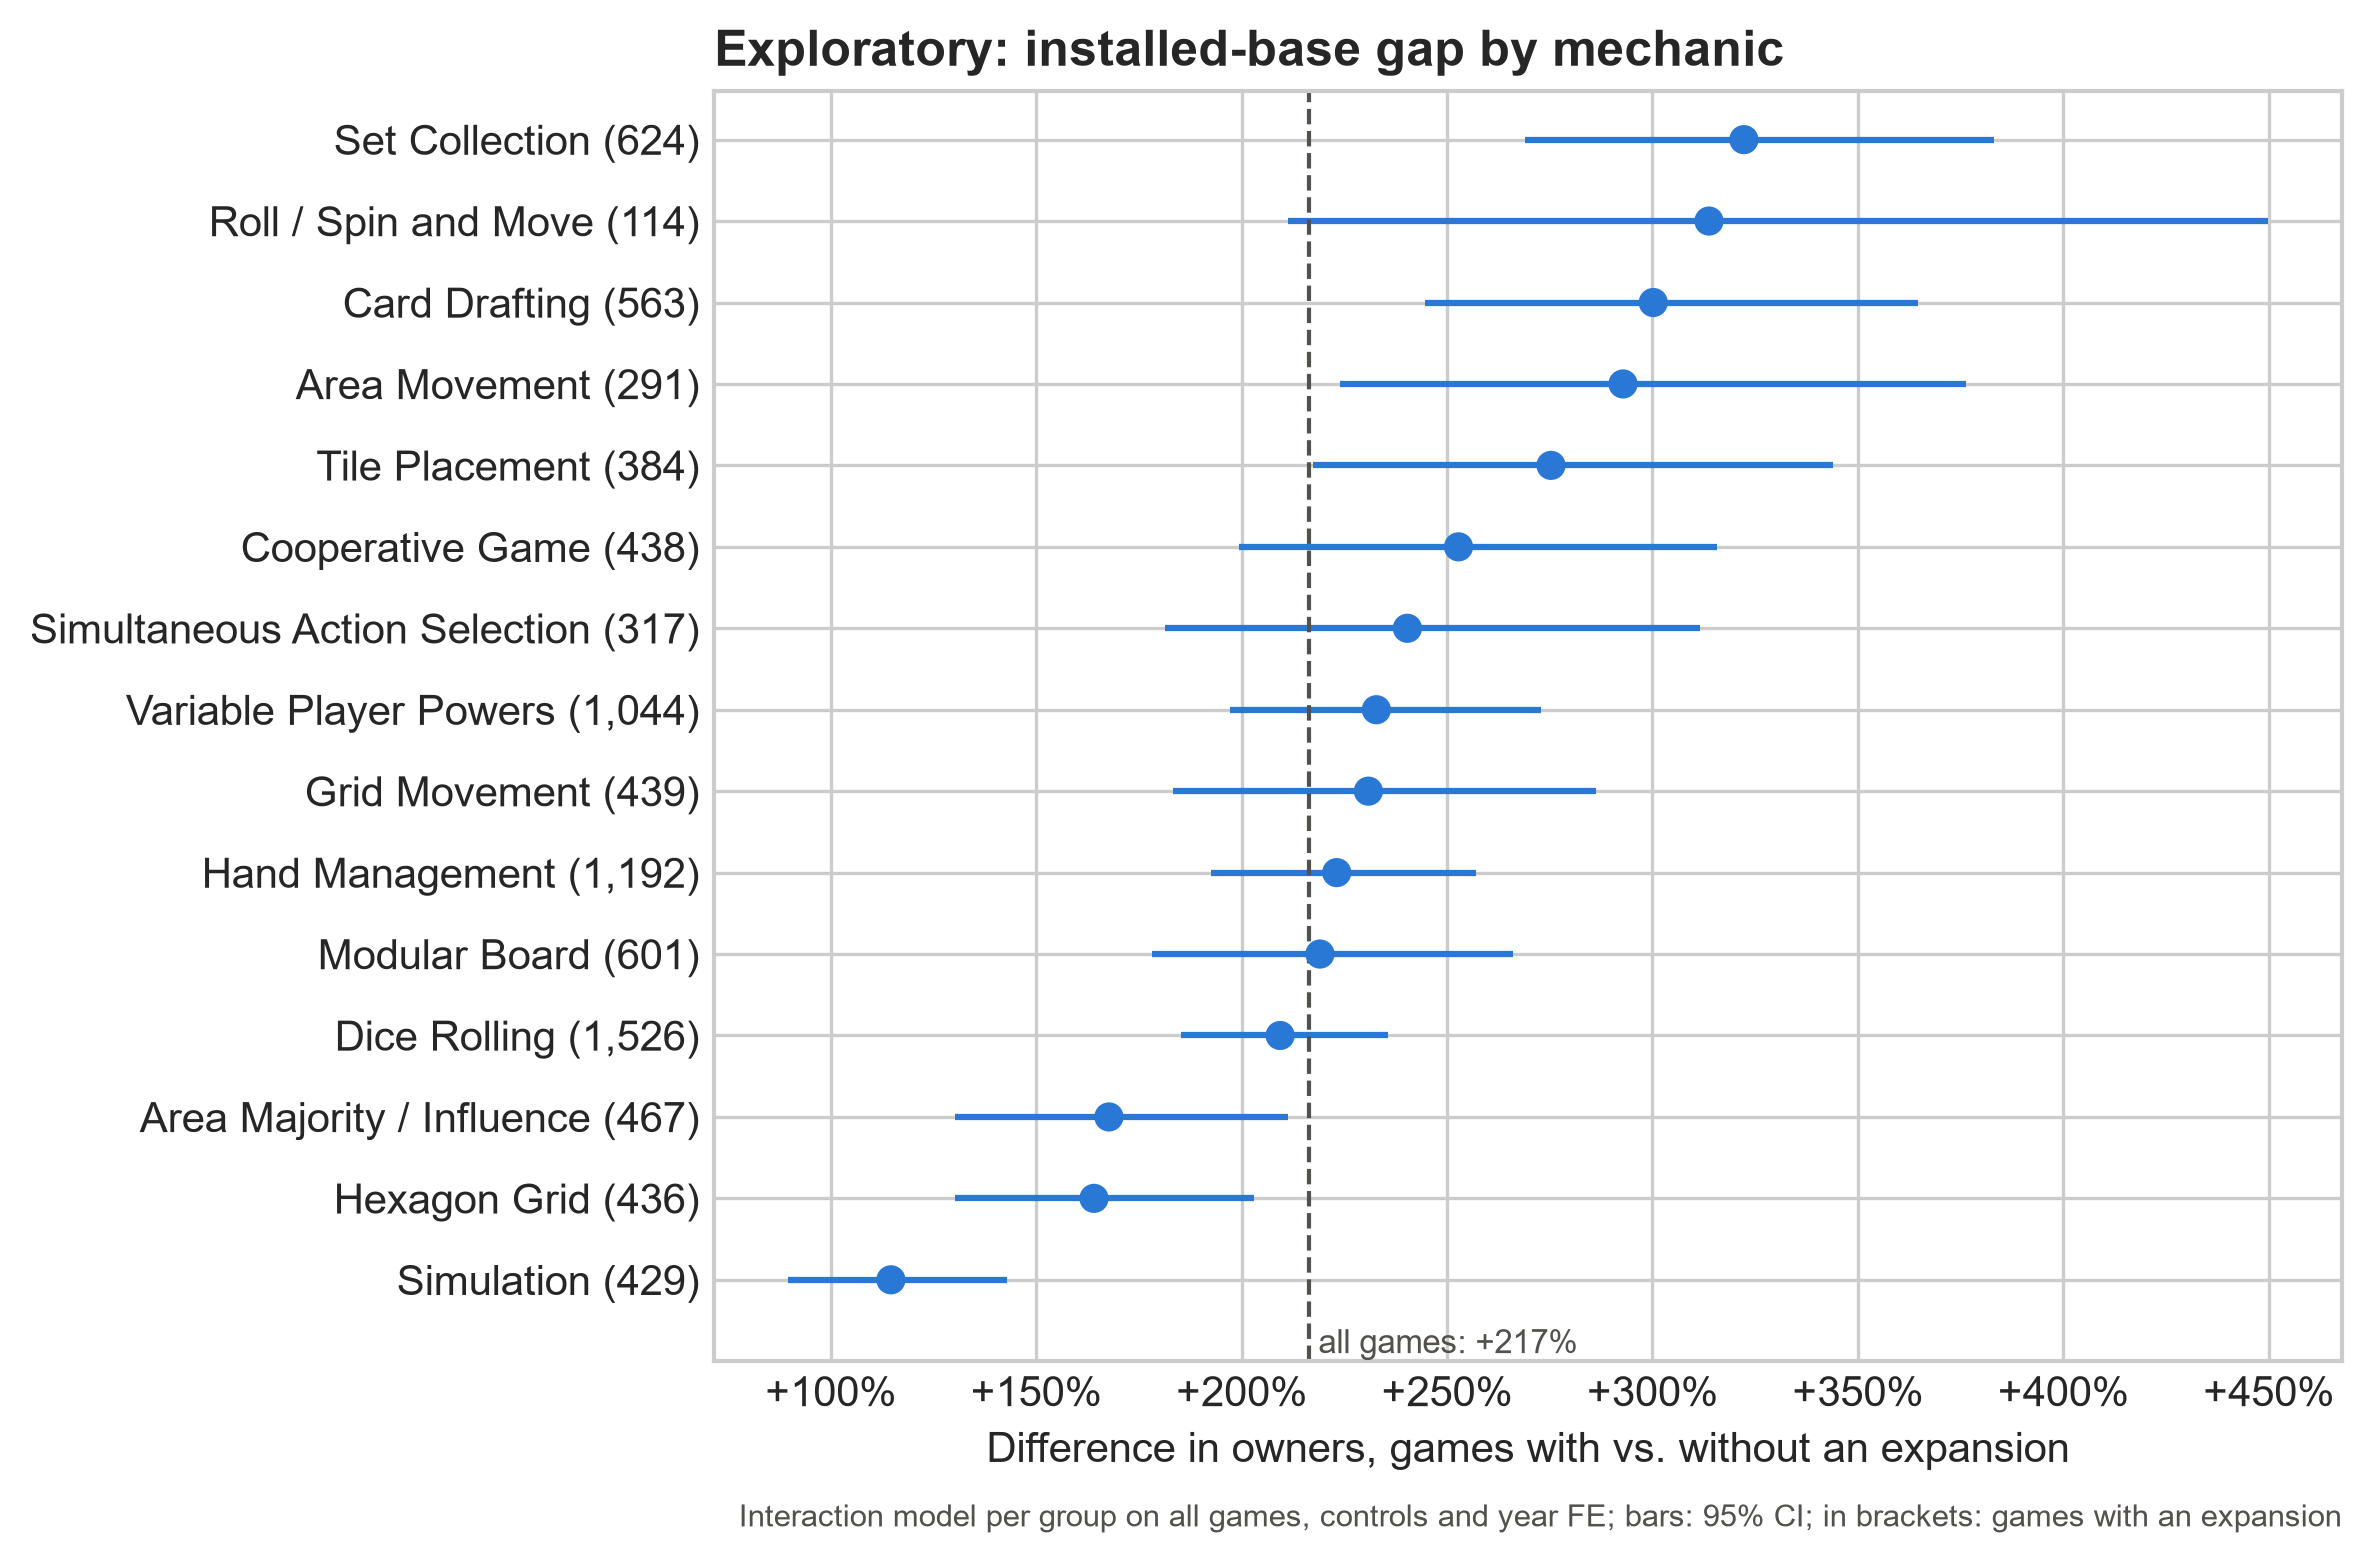 Exploratory: installed-base gap by mechanic
Set Collection (624)
Roll / Spin and Move (114)
Card Drafting (563)
Area Movement (291)
Tile Placement (384)
Cooperative Game (438)
Simultaneous Action Selection (317)
Variable Player Powers (1,044)
Grid Movement (439)
Hand Management (1,192)
Modular Board (601)
Dice Rolling (1,526)
Area Majority / Influence (467)
Hexagon Grid (436)
Simulation (429)
all games: +217%
+100% +150% +200% +250% +300% +350% +400% +450%
Difference in owners, games with vs. without an expansion
Interaction model per group on all games, controls and year FE; bars: 95% CI; in brackets: games with an expansion